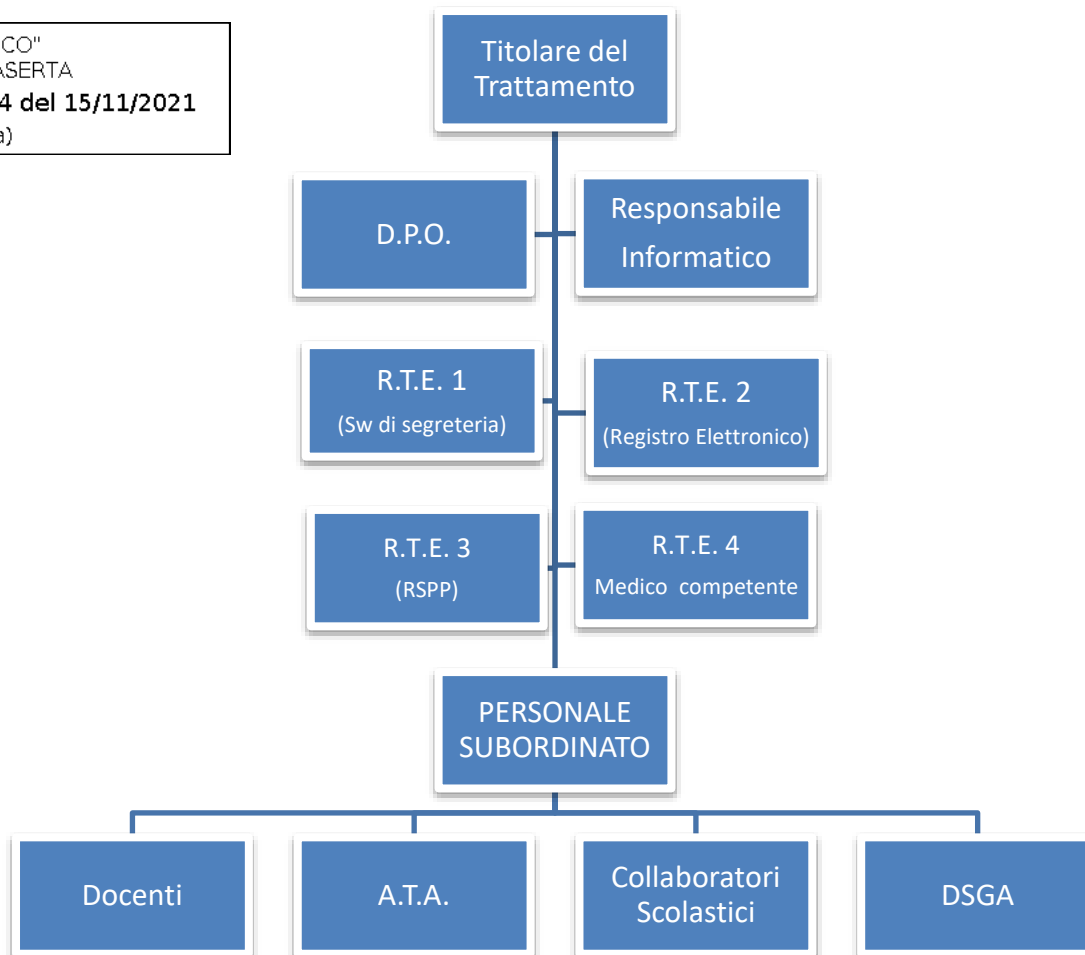 CO"
ASERTA
4 del 15/11/2021
a)
Titolare del
Trattamento
D.P.O.
Responsabile
Informatico
R.T.E. 1
(Sw di segreteria)
R.T.E. 2
(Registro Elettronico)
R.T.E. 3
(RSPP)
R.T.E. 4
Medico competente
PERSONALE
SUBORDINATO
Docenti
A.T.A.
Collaboratori
Scolastici
DSGA